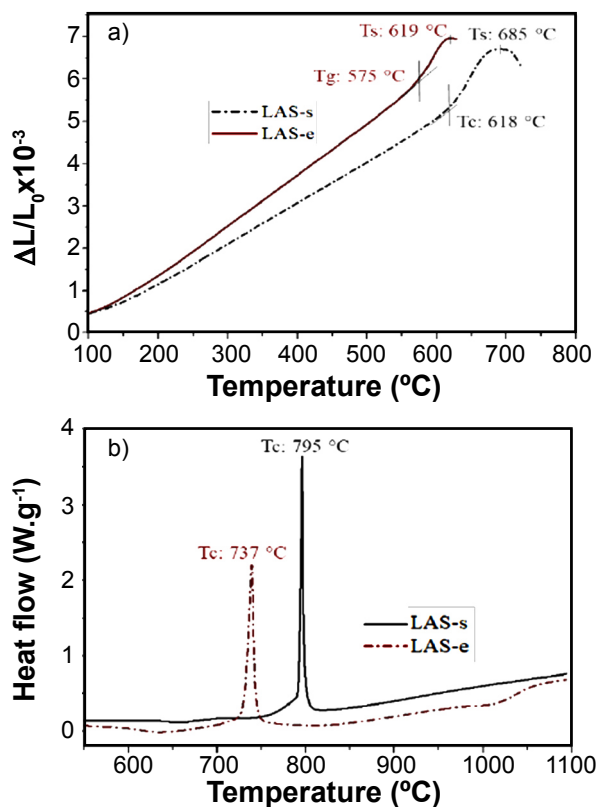 a)
Ts: 619 °C
Ts: 685 °C
Tg: 575 °C
LAS-s
LAS-e
Tc: 618 °C
7
6
5
4
3
2
1
0
ΔL/L₀x10⁻³
100 200 300 400 500 600 700 800
Temperature (ºC)
b)
Tc: 795 °C
Tc: 737 °C
LAS-s
LAS-e
4
3
2
1
0
Heat flow (W.g⁻¹)
600 700 800 900 1000 1100
Temperature (ºC)